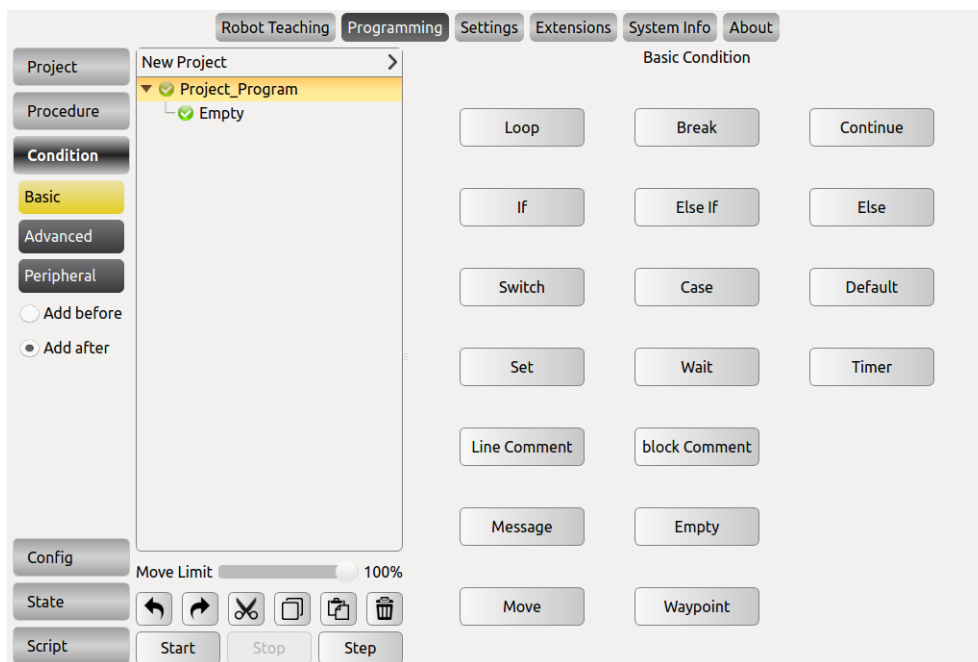 Robot Teaching Programming Settings Extensions System Info About
Project
Procedure
Condition
Basic
Advanced
Peripheral
Add before
Add after
Config
State
Script
New Project
Project_Program
Empty
Move Limit 100%
Start Stop Step
Basic Condition
Loop Break Continue
If Else If Else
Switch Case Default
Set Wait Timer
Line Comment block Comment
Message Empty
Move Waypoint